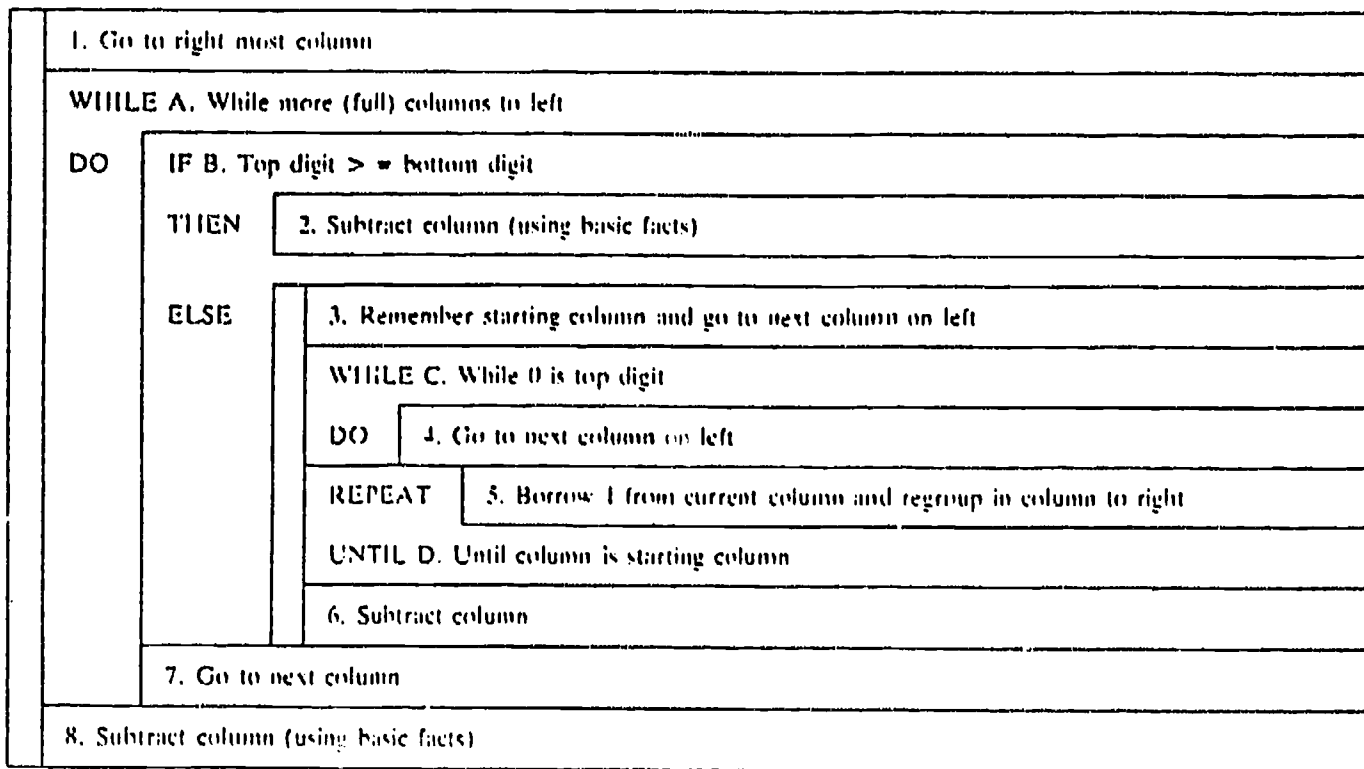 1. Go to right most column
WHILE A. While more (full) columns to left
DO
IF B. Top digit > = bottom digit
THEN
2. Subtract column (using basic facts)
ELSE
3. Remember starting column and go to next column on left
WHILE C. While 0 is top digit
DO
4. Go to next column on left
REPEAT
5. Borrow 1 from current column and regroup in column to right
UNTIL D. Until column is starting column
6. Subtract column
7. Go to next column
8. Subtract column (using basic facts)